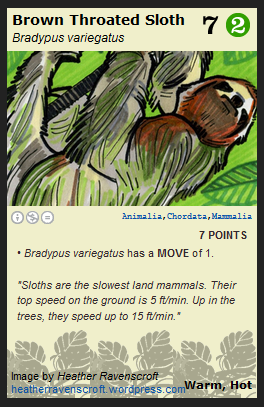 Brown Throated Sloth 7 2
Bradypus variegatus
Animalia,Chordata,Mammalia
7 POINTS
• Bradypus variegatus has a MOVE of 1.
"Sloths are the slowest land mammals. Their
top speed on the ground is 5 ft/min. Up in the
trees, they speed up to 15 ft/min."
Image by Heather Ravenscroft
heatherravenscroft.wordpress.com
Warm, Hot